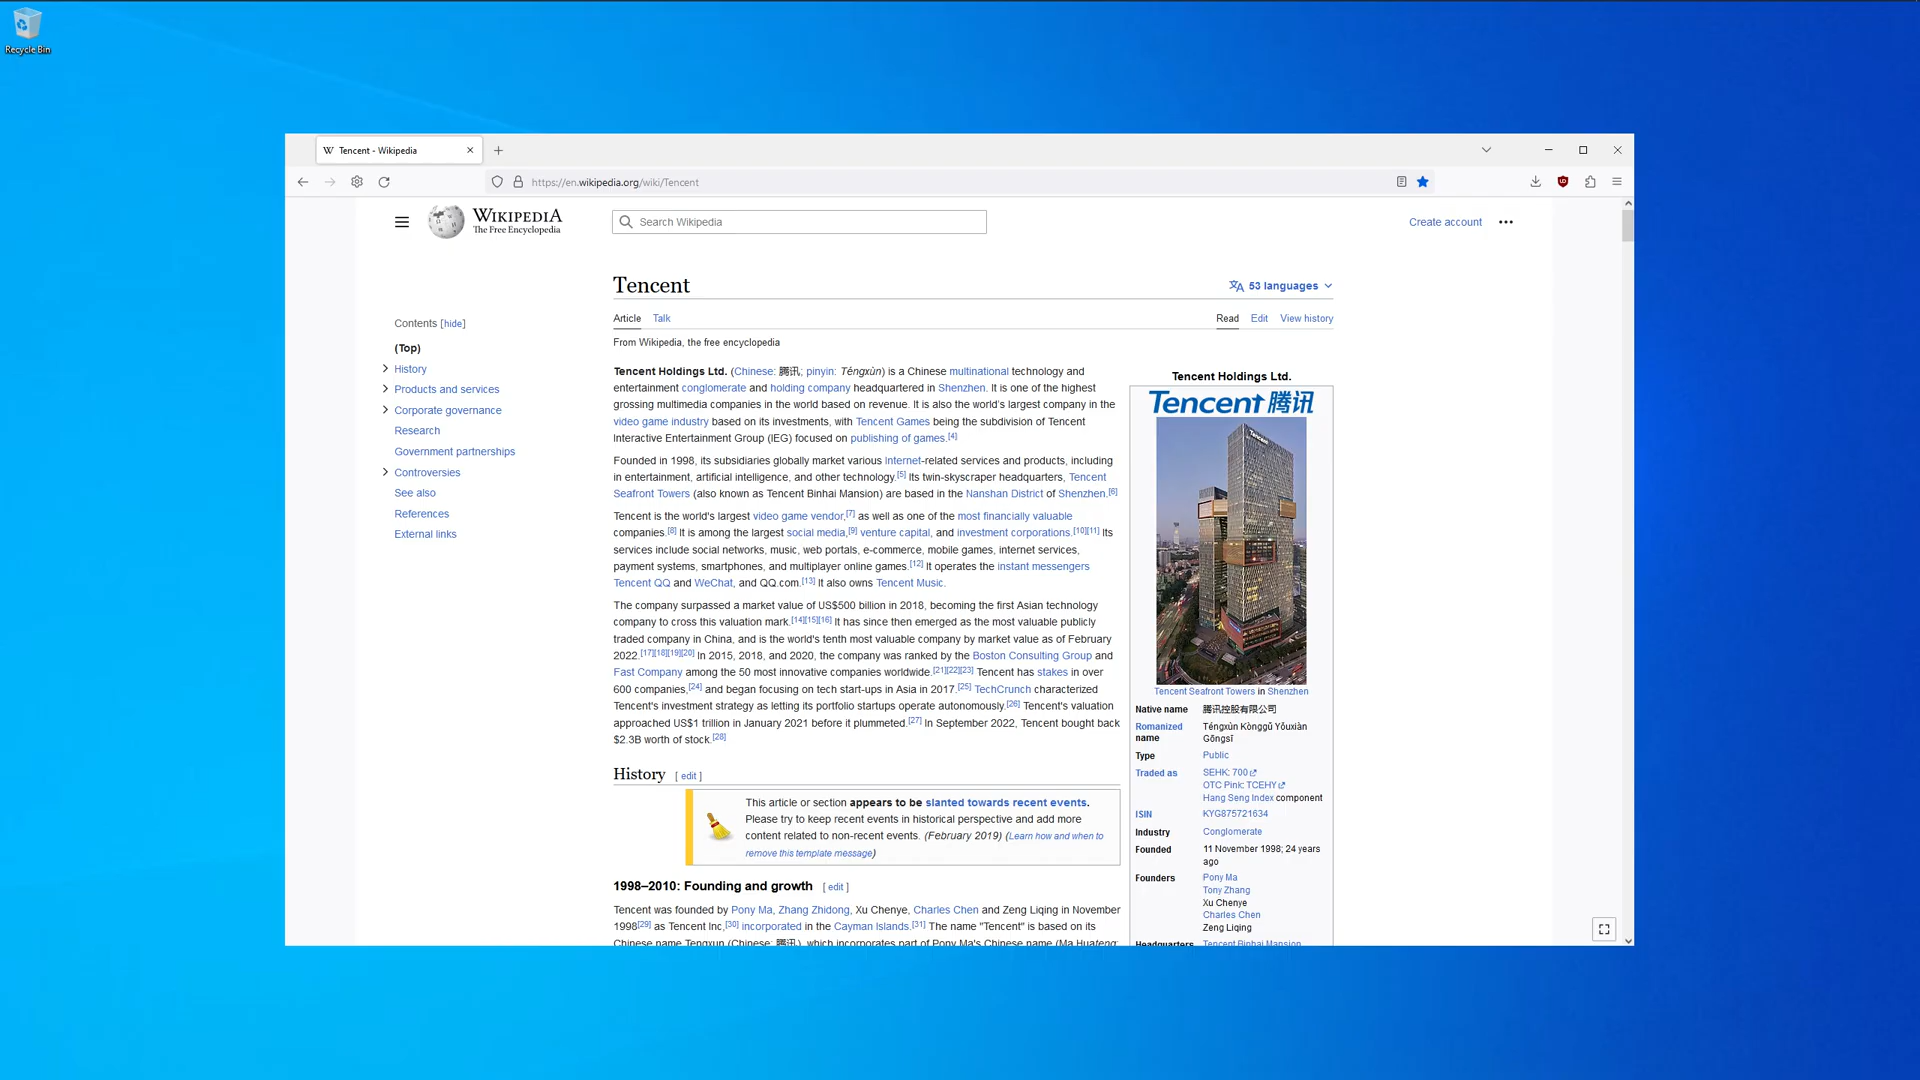 Recycle Bin
Tencent - Wikipedia
https://en.wikipedia.org/wiki/Tencent
WIKIPEDIA
The Free Encyclopedia
Search Wikipedia
Create account
Tencent
53 languages
Contents [hide]
(Top)
History
Products and services
Corporate governance
Research
Government partnerships
Controversies
See also
References
External links
Article Talk
Read Edit View history
From Wikipedia, the free encyclopedia
Tencent Holdings Ltd. (Chinese: 腾讯; pinyin: Téngxùn) is a Chinese multinational technology and
entertainment conglomerate and holding company headquartered in Shenzhen. It is one of the highest
grossing multimedia companies in the world based on revenue. It is also the world's largest company in the
video game industry based on its investments, with Tencent Games being the subdivision of Tencent
Interactive Entertainment Group (IEG) focused on publishing of games.[4]
Founded in 1998, its subsidiaries globally market various Internet-related services and products, including
in entertainment, artificial intelligence, and other technology.[5] Its twin-skyscraper headquarters, Tencent
Seafront Towers (also known as Tencent Binhai Mansion) are based in the Nanshan District of Shenzhen.[6]
Tencent is the world's largest video game vendor,[7] as well as one of the most financially valuable
companies.[8] It is among the largest social media,[9] venture capital, and investment corporations.[10][11] Its
services include social networks, music, web portals, e-commerce, mobile games, internet services,
payment systems, smartphones, and multiplayer online games.[12] It operates the instant messengers
Tencent QQ and WeChat, and QQ.com.[13] It also owns Tencent Music.
The company surpassed a market value of US$500 billion in 2018, becoming the first Asian technology
company to cross this valuation mark.[14][15][16] It has since then emerged as the most valuable publicly
traded company in China, and is the world's tenth most valuable company by market value as of February
2022.[17][18][19][20] In 2015, 2018, and 2020, the company was ranked by the Boston Consulting Group and
Fast Company among the 50 most innovative companies worldwide.[21][22][23] Tencent has stakes in over
600 companies,[24] and began focusing on tech start-ups in Asia in 2017.[25] TechCrunch characterized
Tencent's investment strategy as letting its portfolio startups operate autonomously.[26] Tencent's valuation
approached US$1 trillion in January 2021 before it plummeted.[27] In September 2022, Tencent bought back
$2.3B worth of stock.[28]
History [ edit ]
This article or section appears to be slanted towards recent events.
Please try to keep recent events in historical perspective and add more
content related to non-recent events. (February 2019) (Learn how and when to
remove this template message)
1998–2010: Founding and growth [ edit ]
Tencent was founded by Pony Ma, Zhang Zhidong, Xu Chenye, Charles Chen and Zeng Liqing in November
1998[29] as Tencent Inc,[30] incorporated in the Cayman Islands.[31] The name "Tencent" is based on its
Chinese name Tengxun (Chinese: 腾讯), which incorporates part of Pony Ma's Chinese name (Ma Huateng;
Tencent Holdings Ltd.
Tencent 腾讯
Tencent
Tencent Seafront Towers in Shenzhen
Native name 腾讯控股有限公司
Romanized name Téngxùn Kònggǔ Yǒuxiàn Gōngsī
Type Public
Traded as SEHK: 700
OTC Pink: TCEHY
Hang Seng Index component
ISIN KYG875721634
Industry Conglomerate
Founded 11 November 1998; 24 years ago
Founders Pony Ma
Tony Zhang
Xu Chenye
Charles Chen
Zeng Liqing
Headquarters Tencent Binhai Mansion